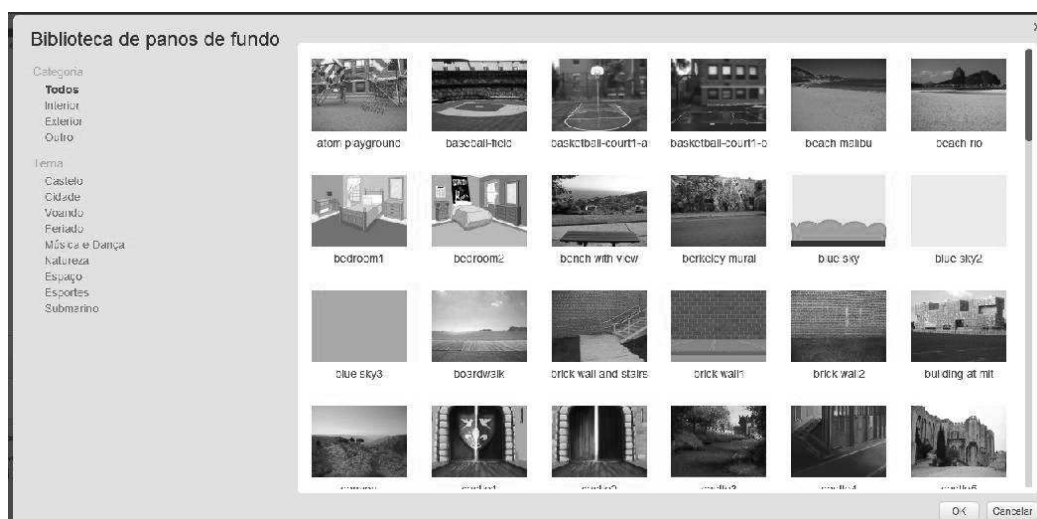 Biblioteca de panos de fundo
Categoria
Todos
Interior
Exterior
Outro
Tema
Castelo
Cidade
Voando
Feriado
Música e Dança
Natureza
Espaço
Esportes
Submarino
atom playground baseball-field basketball-court1-a basketball-court1-b beach malibu beach rio
bedroom1 bedroom2 bench with view berkeley mural blue sky blue sky2
blue sky3 boardwalk brick wall and stairs brick wall1 brick wall2 building at mit
OK Cancelar